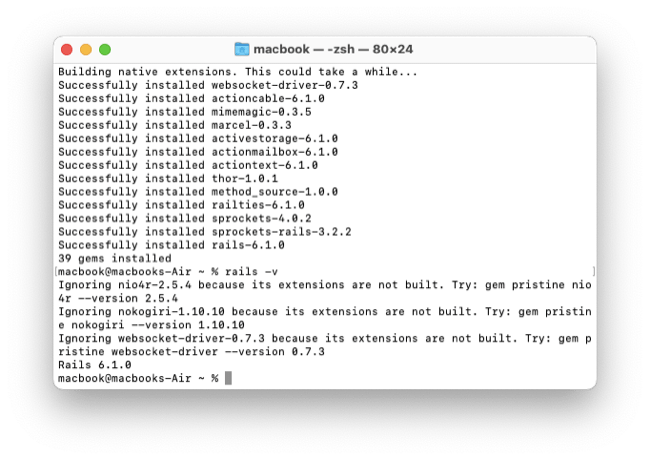 macbook — -zsh — 80×24
Building native extensions. This could take a while...
Successfully installed websocket-driver-0.7.3
Successfully installed actioncable-6.1.0
Successfully installed mimemagic-0.3.5
Successfully installed marcel-0.3.3
Successfully installed activestorage-6.1.0
Successfully installed actionmailbox-6.1.0
Successfully installed actiontext-6.1.0
Successfully installed thor-1.0.1
Successfully installed method_source-1.0.0
Successfully installed railties-6.1.0
Successfully installed sprockets-4.0.2
Successfully installed sprockets-rails-3.2.2
Successfully installed rails-6.1.0
39 gems installed
[macbook@macbooks-Air ~ % rails -v ]
Ignoring nio4r-2.5.4 because its extensions are not built. Try: gem pristine nio
4r --version 2.5.4
Ignoring nokogiri-1.10.10 because its extensions are not built. Try: gem pristin
e nokogiri --version 1.10.10
Ignoring websocket-driver-0.7.3 because its extensions are not built. Try: gem p
ristine websocket-driver --version 0.7.3
Rails 6.1.0
macbook@macbooks-Air ~ %